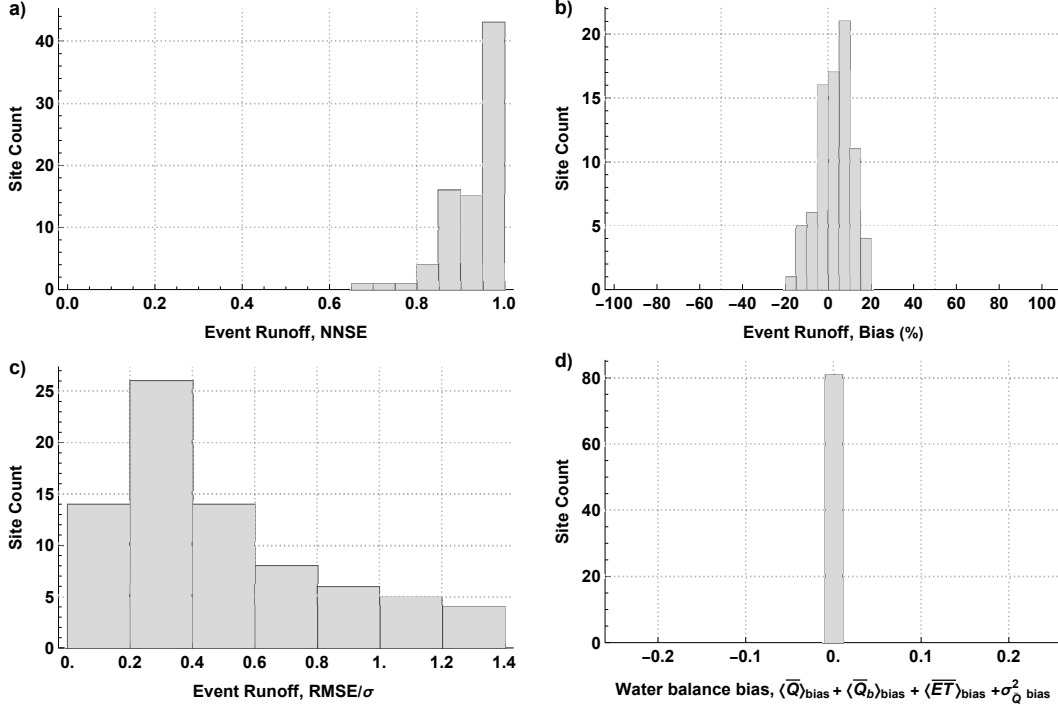 a)
40
30
20
10
0
Site Count
0.0 0.2 0.4 0.6 0.8 1.0
Event Runoff, NNSE
b)
20
15
10
5
0
Site Count
−100 −80 −60 −40 −20 0 20 40 60 80 100
Event Runoff, Bias (%)
c)
25
20
15
10
5
0
Site Count
0. 0.2 0.4 0.6 0.8 1. 1.2 1.4
Event Runoff, RMSE/σ
d)
80
60
40
20
0
Site Count
−0.2 −0.1 0. 0.1 0.2
Water balance bias, ⟨Q̅⟩bias + ⟨Q̅b⟩bias + ⟨E̅T̅⟩bias +σ²Q̂ bias